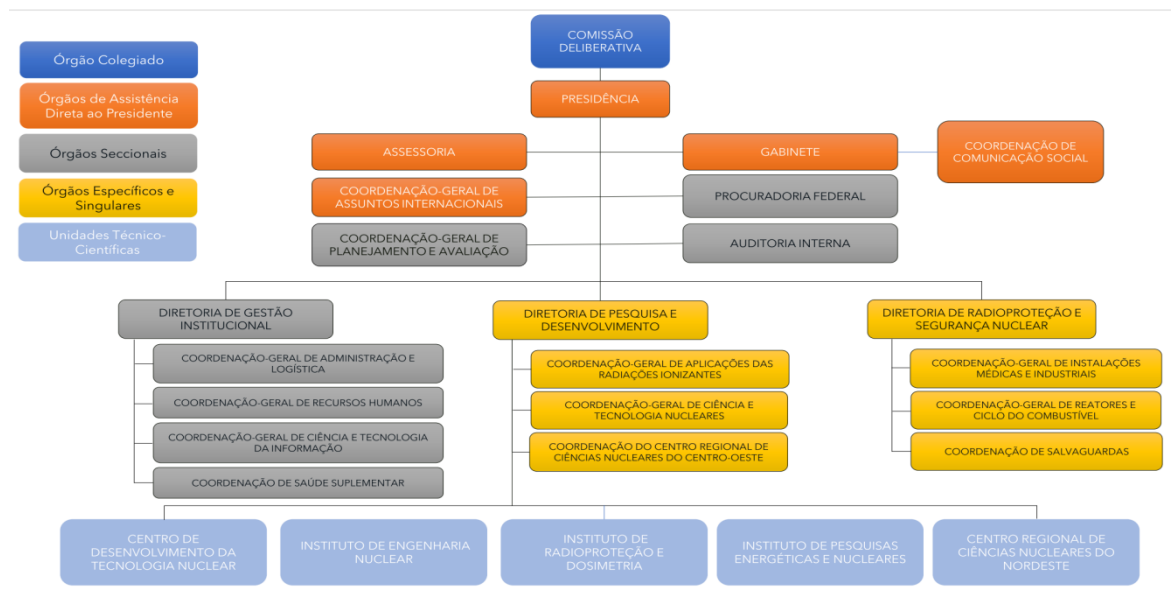 COMISSÃO
DELIBERATIVA
Órgão Colegiado
PRESIDÊNCIA
Órgãos de Assistência
Direta ao Presidente
ASSESSORIA
GABINETE
COORDENAÇÃO DE
COMUNICAÇÃO SOCIAL
Órgãos Seccionais
COORDENAÇÃO-GERAL DE
ASSUNTOS INTERNACIONAIS
PROCURADORIA FEDERAL
Órgãos Específicos e
Singulares
COORDENAÇÃO-GERAL DE
PLANEJAMENTO E AVALIAÇÃO
AUDITORIA INTERNA
Unidades Técnico-
Científicas
DIRETORIA DE GESTÃO
INSTITUCIONAL
DIRETORIA DE PESQUISA E
DESENVOLVIMENTO
DIRETORIA DE RADIOPROTEÇÃO E
SEGURANÇA NUCLEAR
COORDENAÇÃO-GERAL DE ADMINISTRAÇÃO E
LOGÍSTICA
COORDENAÇÃO-GERAL DE RECURSOS HUMANOS
COORDENAÇÃO-GERAL DE CIÊNCIA E TECNOLOGIA
DA INFORMAÇÃO
COORDENAÇÃO DE SAÚDE SUPLEMENTAR
COORDENAÇÃO-GERAL DE APLICAÇÕES DAS
RADIAÇÕES IONIZANTES
COORDENAÇÃO-GERAL DE CIÊNCIA E
TECNOLOGIA NUCLEARES
COORDENAÇÃO DO CENTRO REGIONAL DE
CIÊNCIAS NUCLEARES DO CENTRO-OESTE
COORDENAÇÃO-GERAL DE INSTALAÇÕES
MÉDICAS E INDUSTRIAIS
COORDENAÇÃO-GERAL DE REATORES E
CICLO DO COMBUSTÍVEL
COORDENAÇÃO DE SALVAGUARDAS
CENTRO DE
DESENVOLVIMENTO DA
TECNOLOGIA NUCLEAR
INSTITUTO DE ENGENHARIA
NUCLEAR
INSTITUTO DE
RADIOPROTEÇÃO E
DOSIMETRIA
INSTITUTO DE PESQUISAS
ENERGÉTICAS E NUCLEARES
CENTRO REGIONAL DE
CIÊNCIAS NUCLEARES DO
NORDESTE